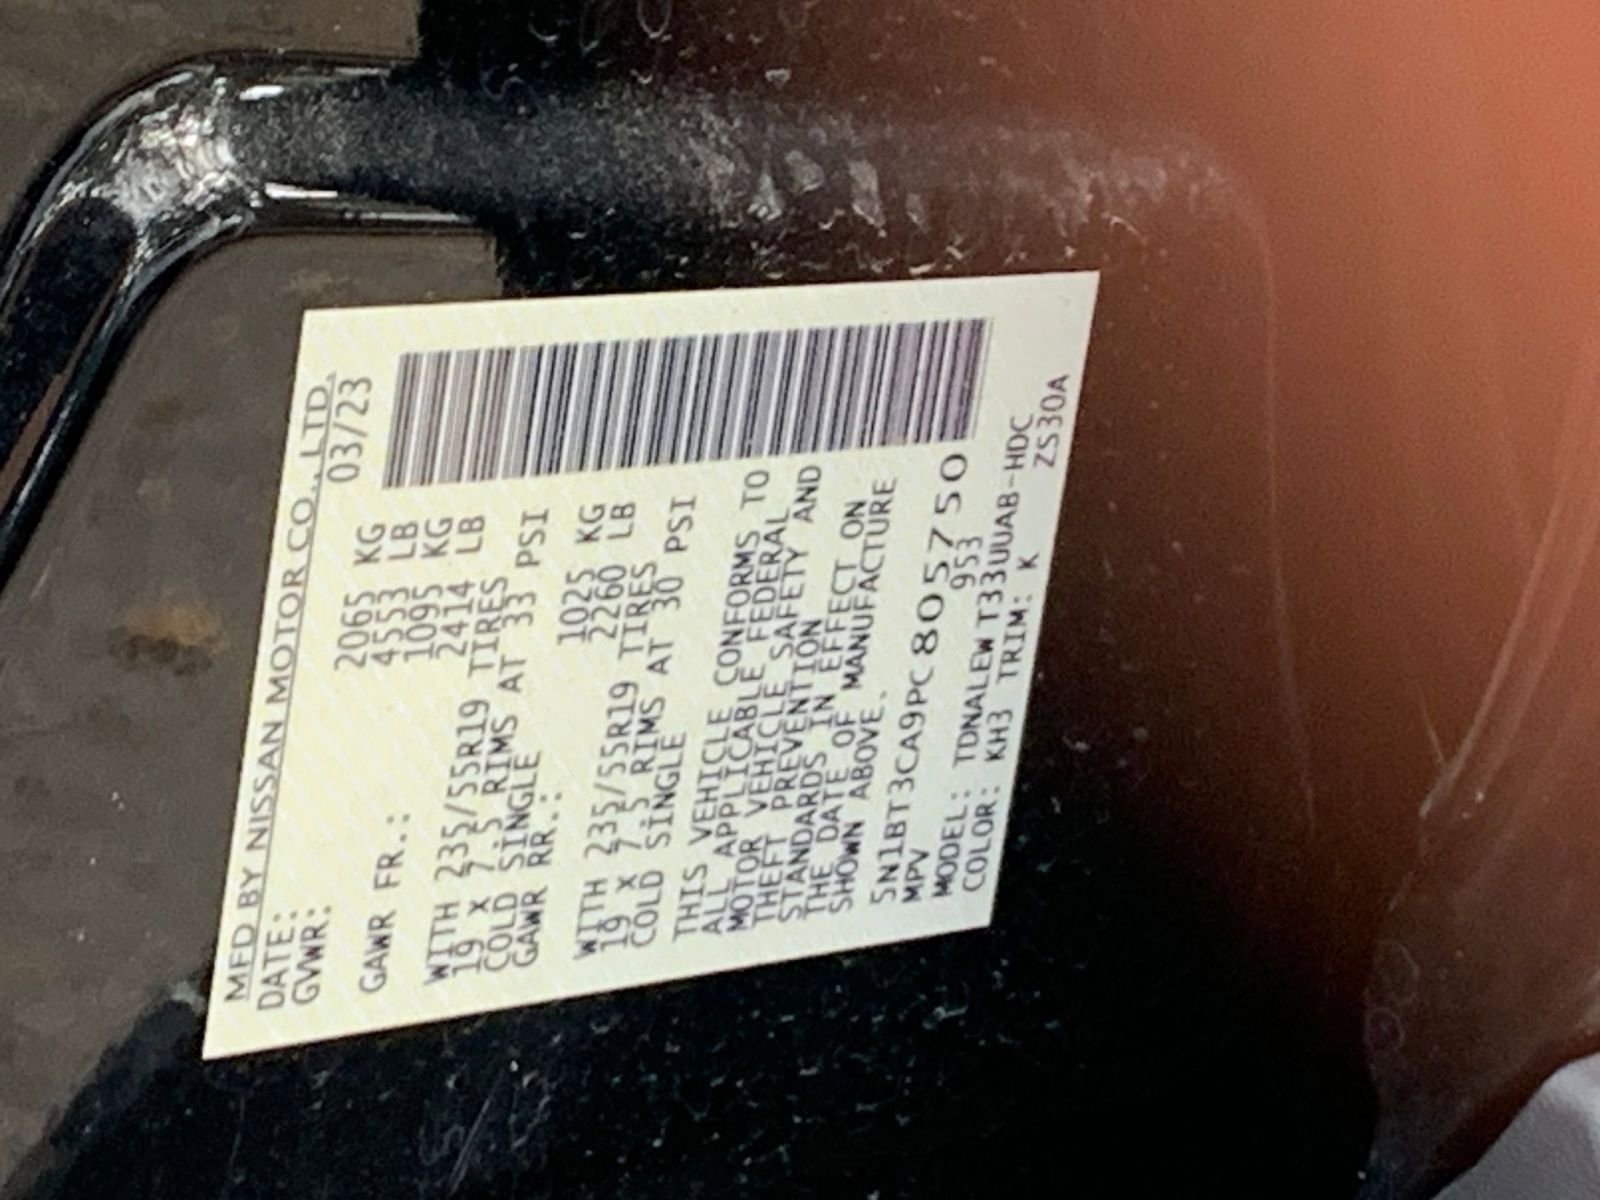 MFD BY NISSAN MOTOR CO.,LTD.
DATE: 03/23
GVWR: 2065 KG
4553 LB
GAWR FR.: 1095 KG
2414 LB
WITH 235/55R19 TIRES
19 X 7.5 RIMS AT 33 PSI
COLD SINGLE
GAWR RR.: 1025 KG
2260 LB
WITH 235/55R19 TIRES
19 X 7.5 RIMS AT 30 PSI
COLD SINGLE
THIS VEHICLE CONFORMS TO
ALL APPLICABLE FEDERAL
MOTOR VEHICLE SAFETY AND
THEFT PREVENTION
STANDARDS IN EFFECT ON
THE DATE OF MANUFACTURE
SHOWN ABOVE.
5N1BT3CA9PC805750
MPV 953
MODEL: TDNALEWT33UUAB-HDC
COLOR: KH3 TRIM: K ZS30A